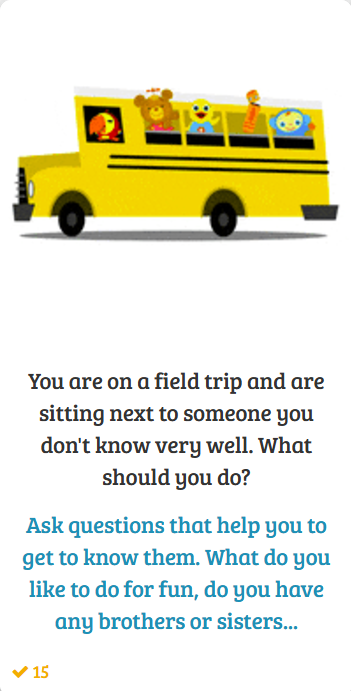 You are on a field trip and are
sitting next to someone you
don't know very well. What
should you do?
Ask questions that help you to
get to know them. What do you
like to do for fun, do you have
any brothers or sisters...
15